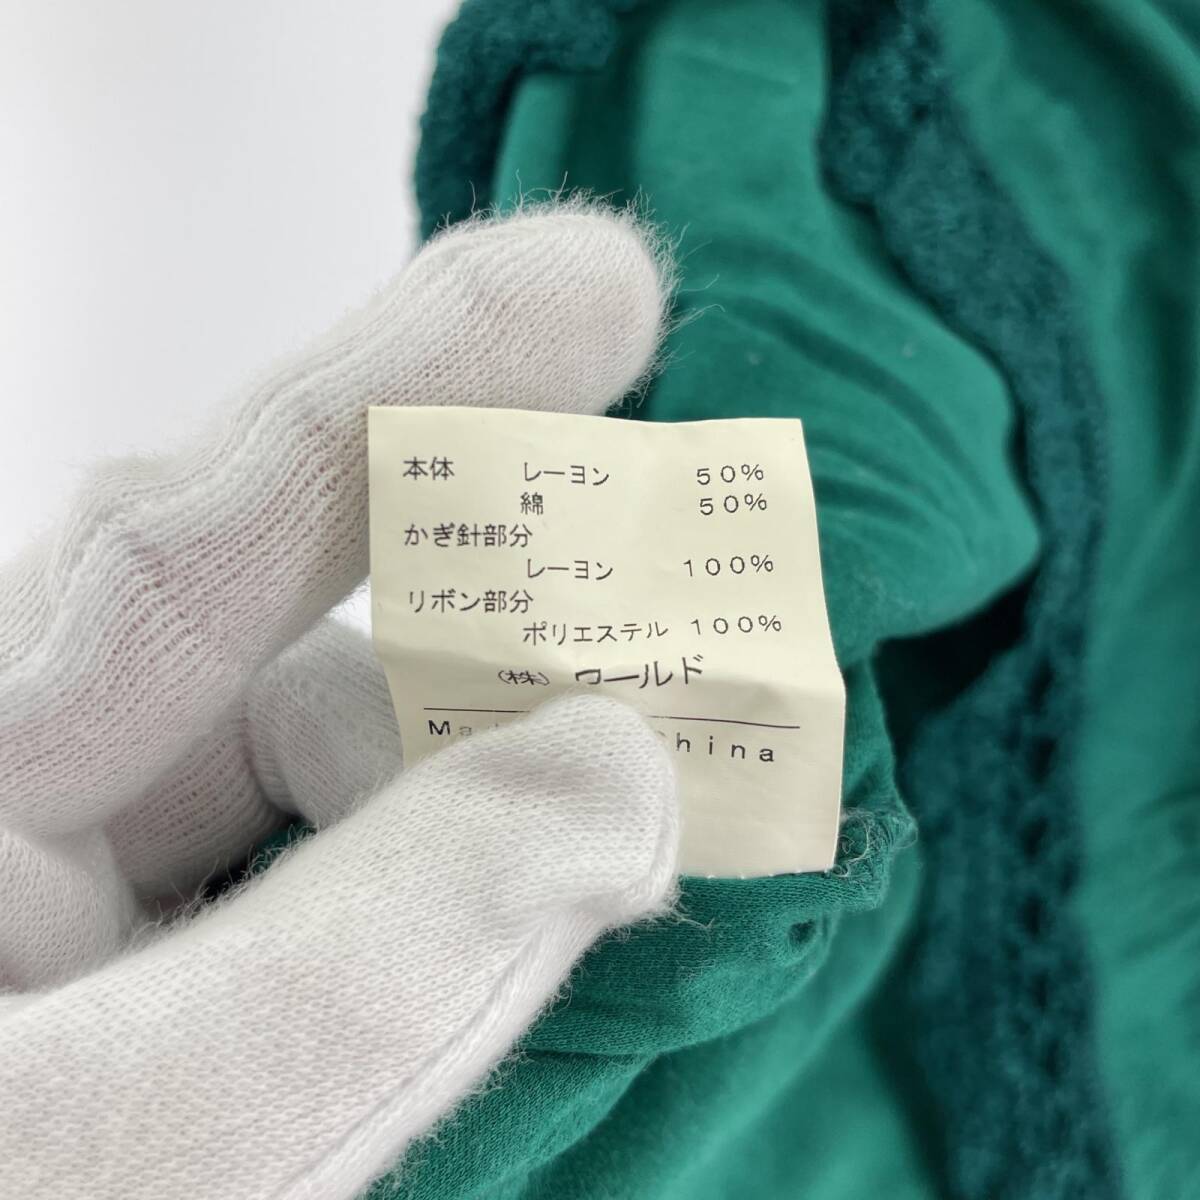 本体 レーヨン 50%
綿 50%
かぎ針部分
レーヨン 100%
リボン部分
ポリエステル 100%
(株) ワールド